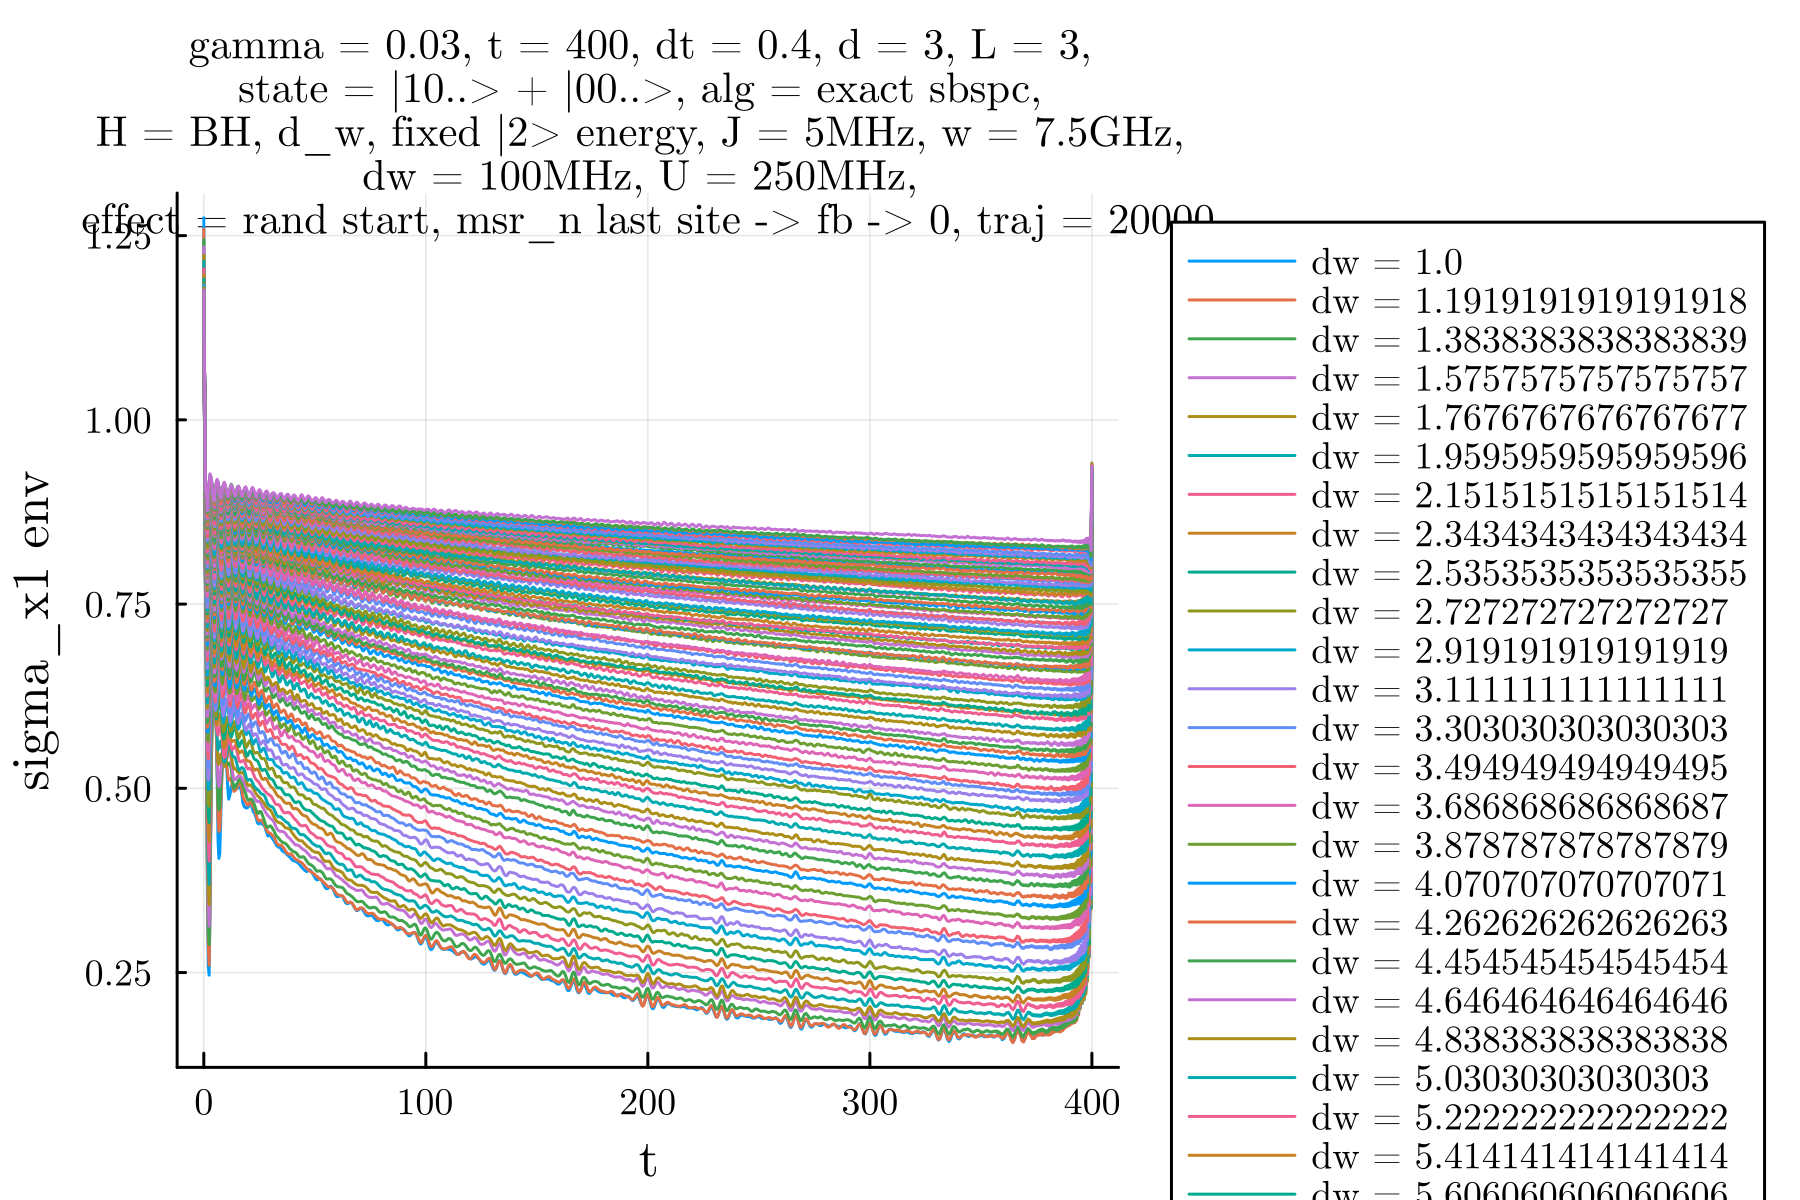 gamma = 0.03, t = 400, dt = 0.4, d = 3, L = 3,
state = |10..> + |00..>, alg = exact sbspc,
H = BH, d_w, fixed |2> energy, J = 5MHz, w = 7.5GHz,
dw = 100MHz, U = 250MHz,
effect = rand start, msr_n last site -> fb -> 0, traj = 20000
1.25
1.00
0.75
0.50
0.25
sigma_x1 env
0 100 200 300 400
t
dw = 1.0
dw = 1.1919191919191918
dw = 1.3838383838383839
dw = 1.5757575757575757
dw = 1.7676767676767677
dw = 1.9595959595959596
dw = 2.1515151515151514
dw = 2.3434343434343434
dw = 2.5353535353535355
dw = 2.727272727272727
dw = 2.919191919191919
dw = 3.111111111111111
dw = 3.303030303030303
dw = 3.494949494949495
dw = 3.686868686868687
dw = 3.878787878787879
dw = 4.070707070707071
dw = 4.262626262626263
dw = 4.454545454545454
dw = 4.646464646464646
dw = 4.838383838383838
dw = 5.03030303030303
dw = 5.222222222222222
dw = 5.414141414141414
dw = 5.606060606060606